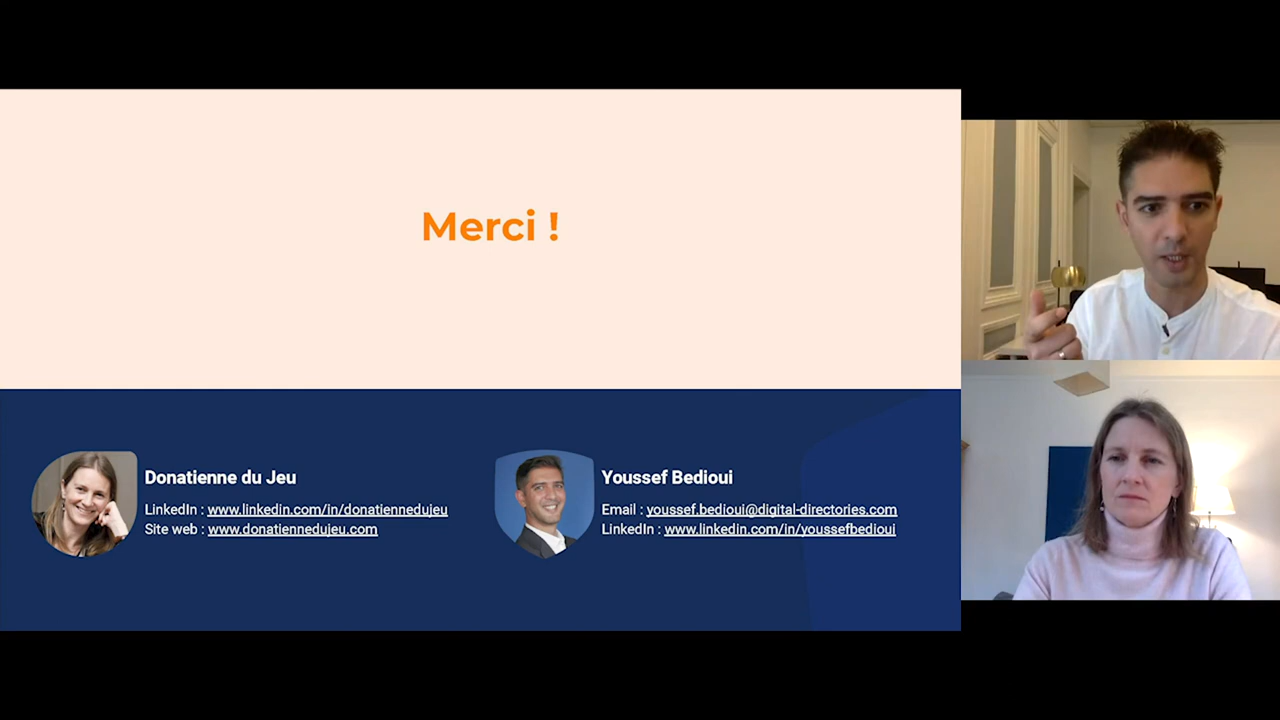 Merci !
Donatienne du Jeu
LinkedIn : www.linkedin.com/in/donatiennedujeu
Site web : www.donatiennedujeu.com
Youssef Bedioui
Email : youssef.bedioui@digital-directories.com
LinkedIn : www.linkedin.com/in/youssefbedioui